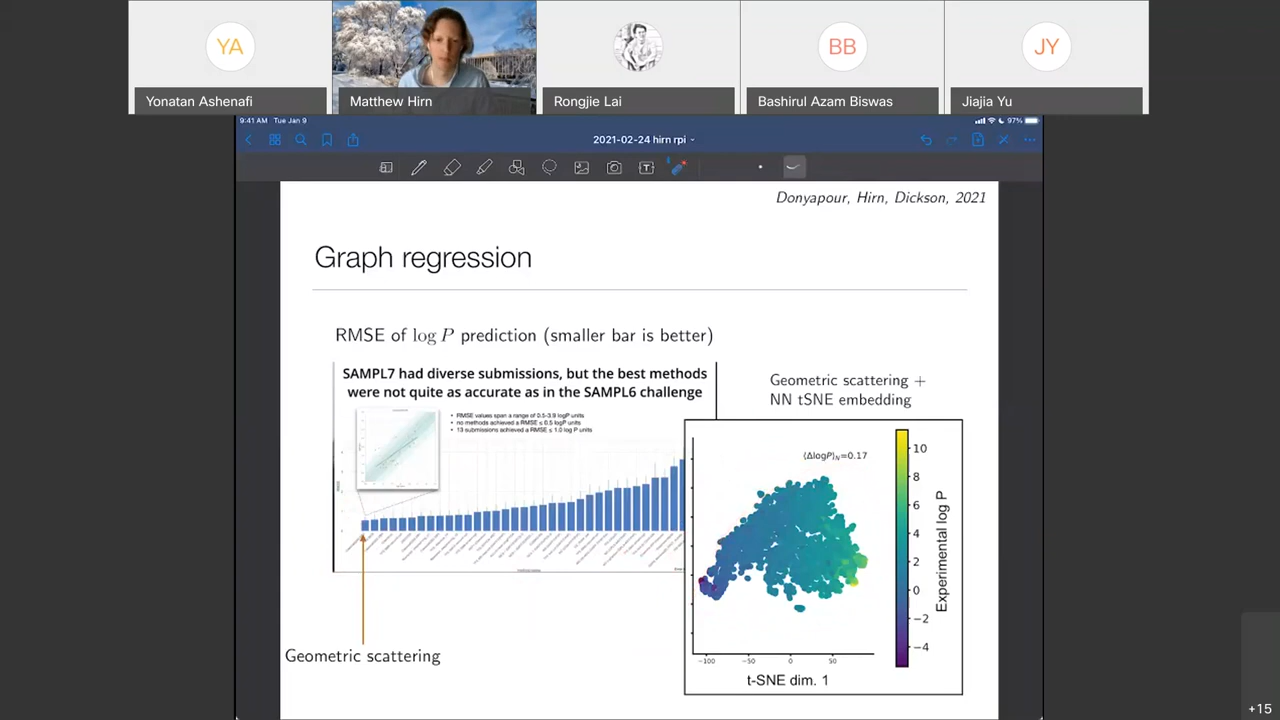 YA
BB
JY
Yonatan Ashenafi
Matthew Hirn
Rongjie Lai
Bashirul Azam Biswas
Jiajia Yu
9:41 AM Tue Jan 9
97%
2021-02-24 hirn rpi
Donyapour, Hirn, Dickson, 2021
Graph regression
RMSE of log P prediction (smaller bar is better)
SAMPL7 had diverse submissions, but the best methods
were not quite as accurate as in the SAMPL6 challenge
• RMSE values span a range of 0.5-3.9 logP units
• no methods achieved a RMSE ≤ 0.5 logP units
• 13 submissions achieved a RMSE ≤ 1.0 log P units
Geometric scattering +
NN tSNE embedding
⟨ΔlogP⟩N=0.17
10
8
6
4
2
0
−2
−4
Experimental log P
−100
−50
0
50
t-SNE dim. 1
Geometric scattering
+15